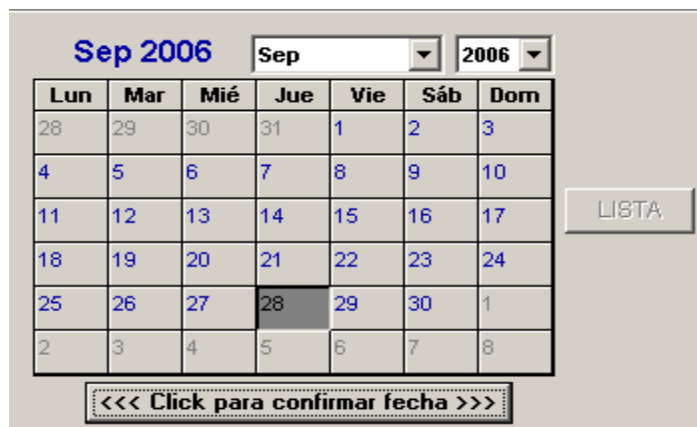 Sep 2006 Sep 2006
Lun Mar Mié Jue Vie Sáb Dom
28 29 30 31 1 2 3
4 5 6 7 8 9 10
11 12 13 14 15 16 17
LISTA
18 19 20 21 22 23 24
25 26 27 28 29 30 1
2 3 4 5 6 7 8
<<< Click para confirmar fecha >>>